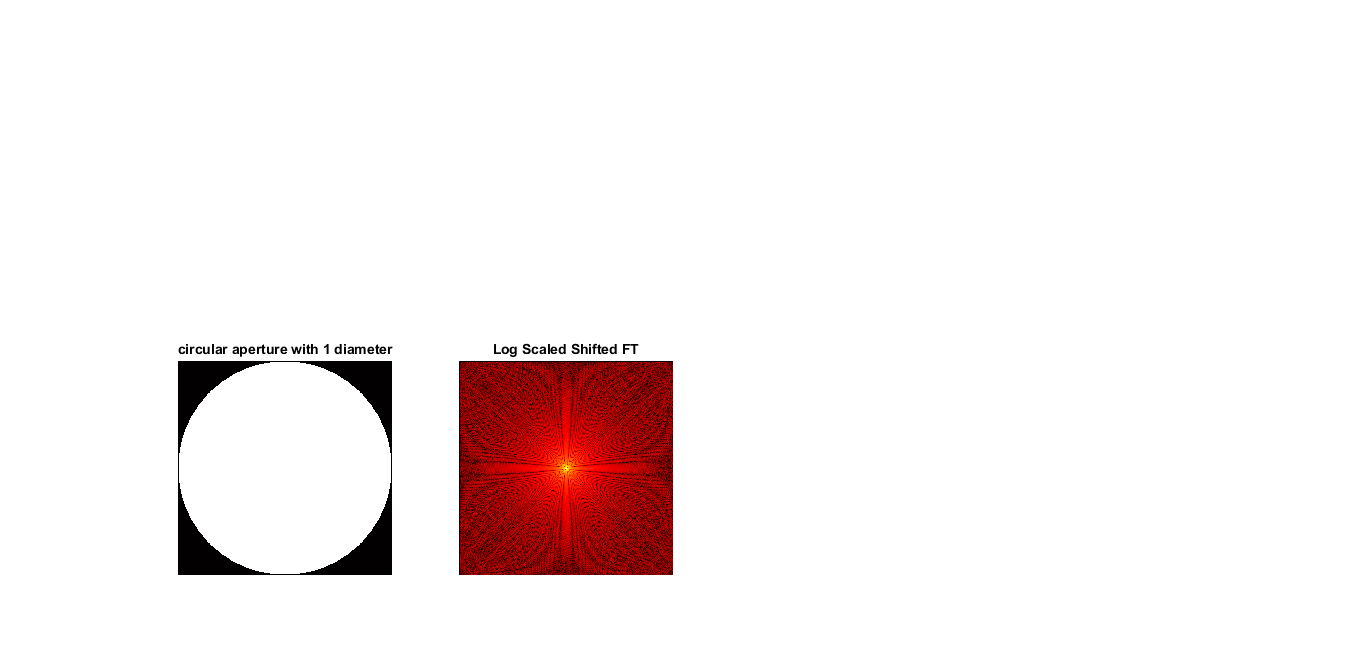 circular aperture with 1 diameter
Log Scaled Shifted FT